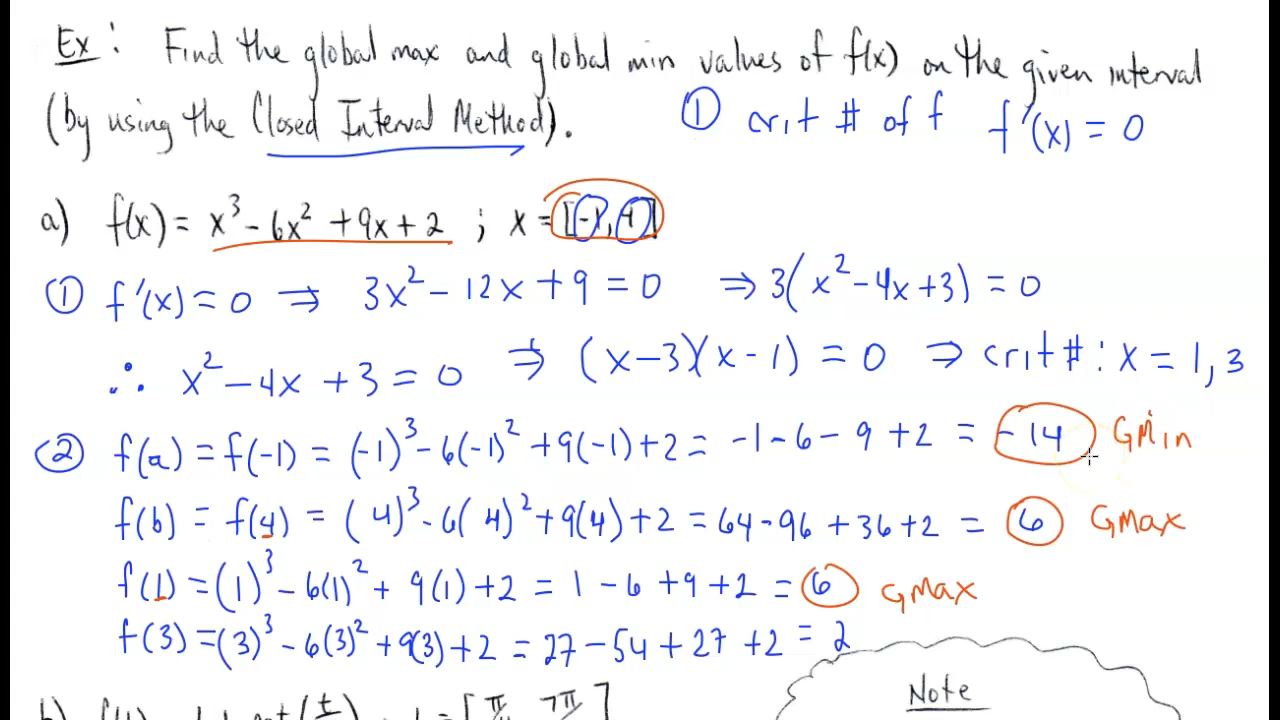 Ex: Find the global max and global min values of f(x) on the given interval
(by using the Closed Interval Method). ① crit # of f f'(x) = 0
a) f(x) = x³ - 6x² + 9x + 2 ; x = [-1, 4]
① f'(x) = 0 ⇒ 3x² - 12x + 9 = 0 ⇒ 3(x² - 4x + 3) = 0
∴ x² - 4x + 3 = 0 ⇒ (x - 3)(x - 1) = 0 ⇒ crit #: x = 1, 3
② f(a) = f(-1) = (-1)³ - 6(-1)² + 9(-1) + 2 = -1 - 6 - 9 + 2 = -14 GMin
f(b) = f(4) = (4)³ - 6(4)² + 9(4) + 2 = 64 - 96 + 36 + 2 = 6 GMax
f(1) = (1)³ - 6(1)² + 9(1) + 2 = 1 - 6 + 9 + 2 = 6 GMax
f(3) = (3)³ - 6(3)² + 9(3) + 2 = 27 - 54 + 27 + 2 = 2
Note